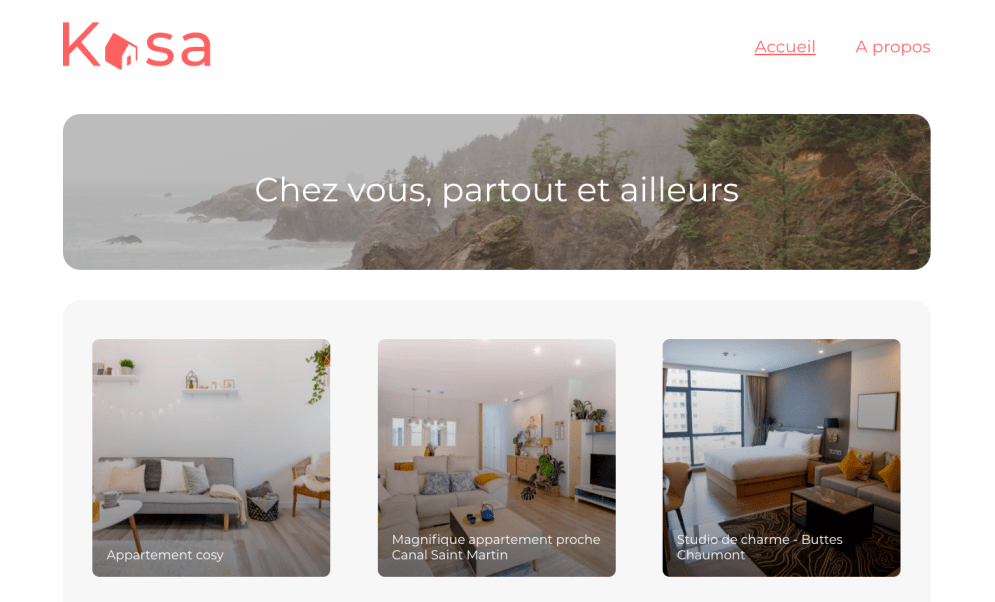 Kasa
Accueil
A propos
Chez vous, partout et ailleurs
Appartement cosy
Magnifique appartement proche
Canal Saint Martin
Studio de charme - Buttes
Chaumont